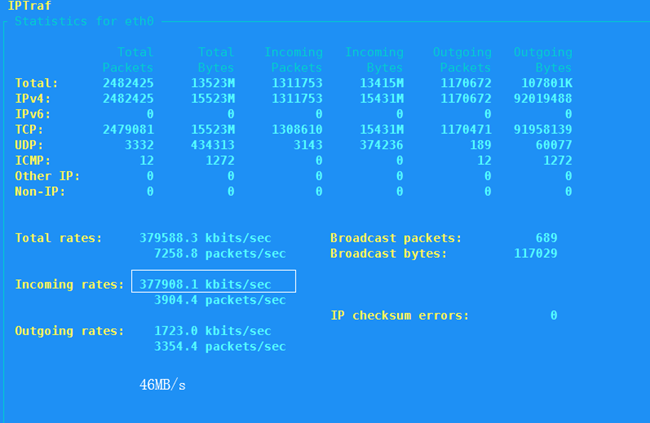 IPTraf
Statistics for eth0
Total Total Incoming Incoming Outgoing Outgoing
Packets Bytes Packets Bytes Packets Bytes
Total: 2482425 13523M 1311753 13415M 1170672 107801K
IPv4: 2482425 15523M 1311753 15431M 1170672 92019488
IPv6: 0 0 0 0 0 0
TCP: 2479081 15523M 1308610 15431M 1170471 91958139
UDP: 3332 434313 3143 374236 189 60077
ICMP: 12 1272 0 0 12 1272
Other IP: 0 0 0 0 0 0
Non-IP: 0 0 0 0 0 0
Total rates: 379588.3 kbits/sec Broadcast packets: 689
7258.8 packets/sec Broadcast bytes: 117029
Incoming rates: 377908.1 kbits/sec
3904.4 packets/sec
IP checksum errors: 0
Outgoing rates: 1723.0 kbits/sec
3354.4 packets/sec
46MB/s